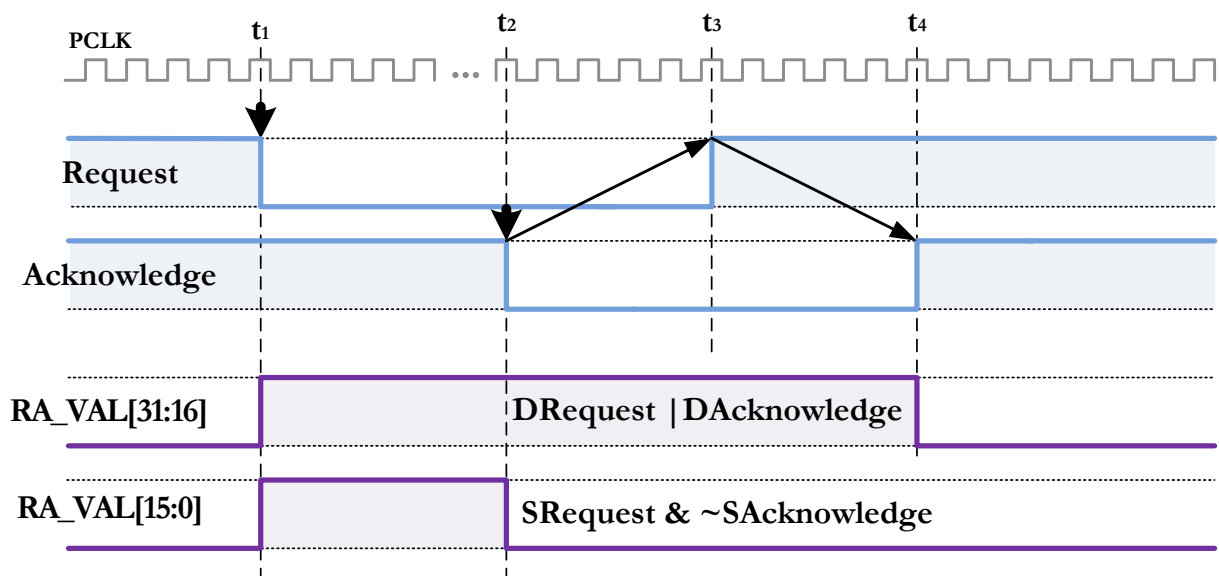 t1 t2 t3 t4
PCLK
...
Request
Acknowledge
RA_VAL[31:16] DRequest | DAcknowledge
RA_VAL[15:0] SRequest & ~SAcknowledge